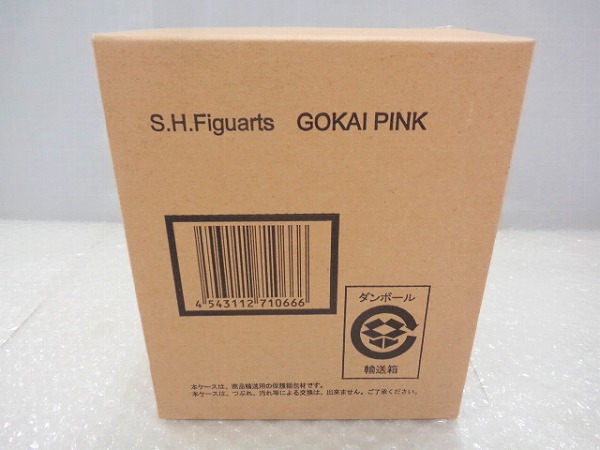 S.H.Figuarts GOKAI PINK
4 543112 710666
ダンボール
輸送箱
本ケースは、商品輸送用の保護箱包材です。
本ケースは、つぶれ、汚れ等による交換は、出来ません。ご了承ください。